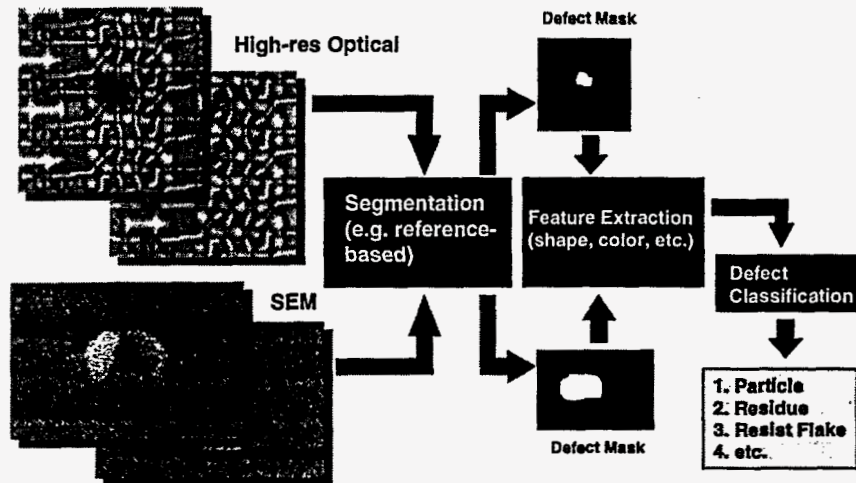 Defect Mask
High-res Optical
Segmentation
(e.g. reference-
based)
Feature Extraction
(shape, color, etc.)
SEM
Defect
Classification
Defect Mask
1. Particle
2. Residue
3. Resist Flake
4. etc.